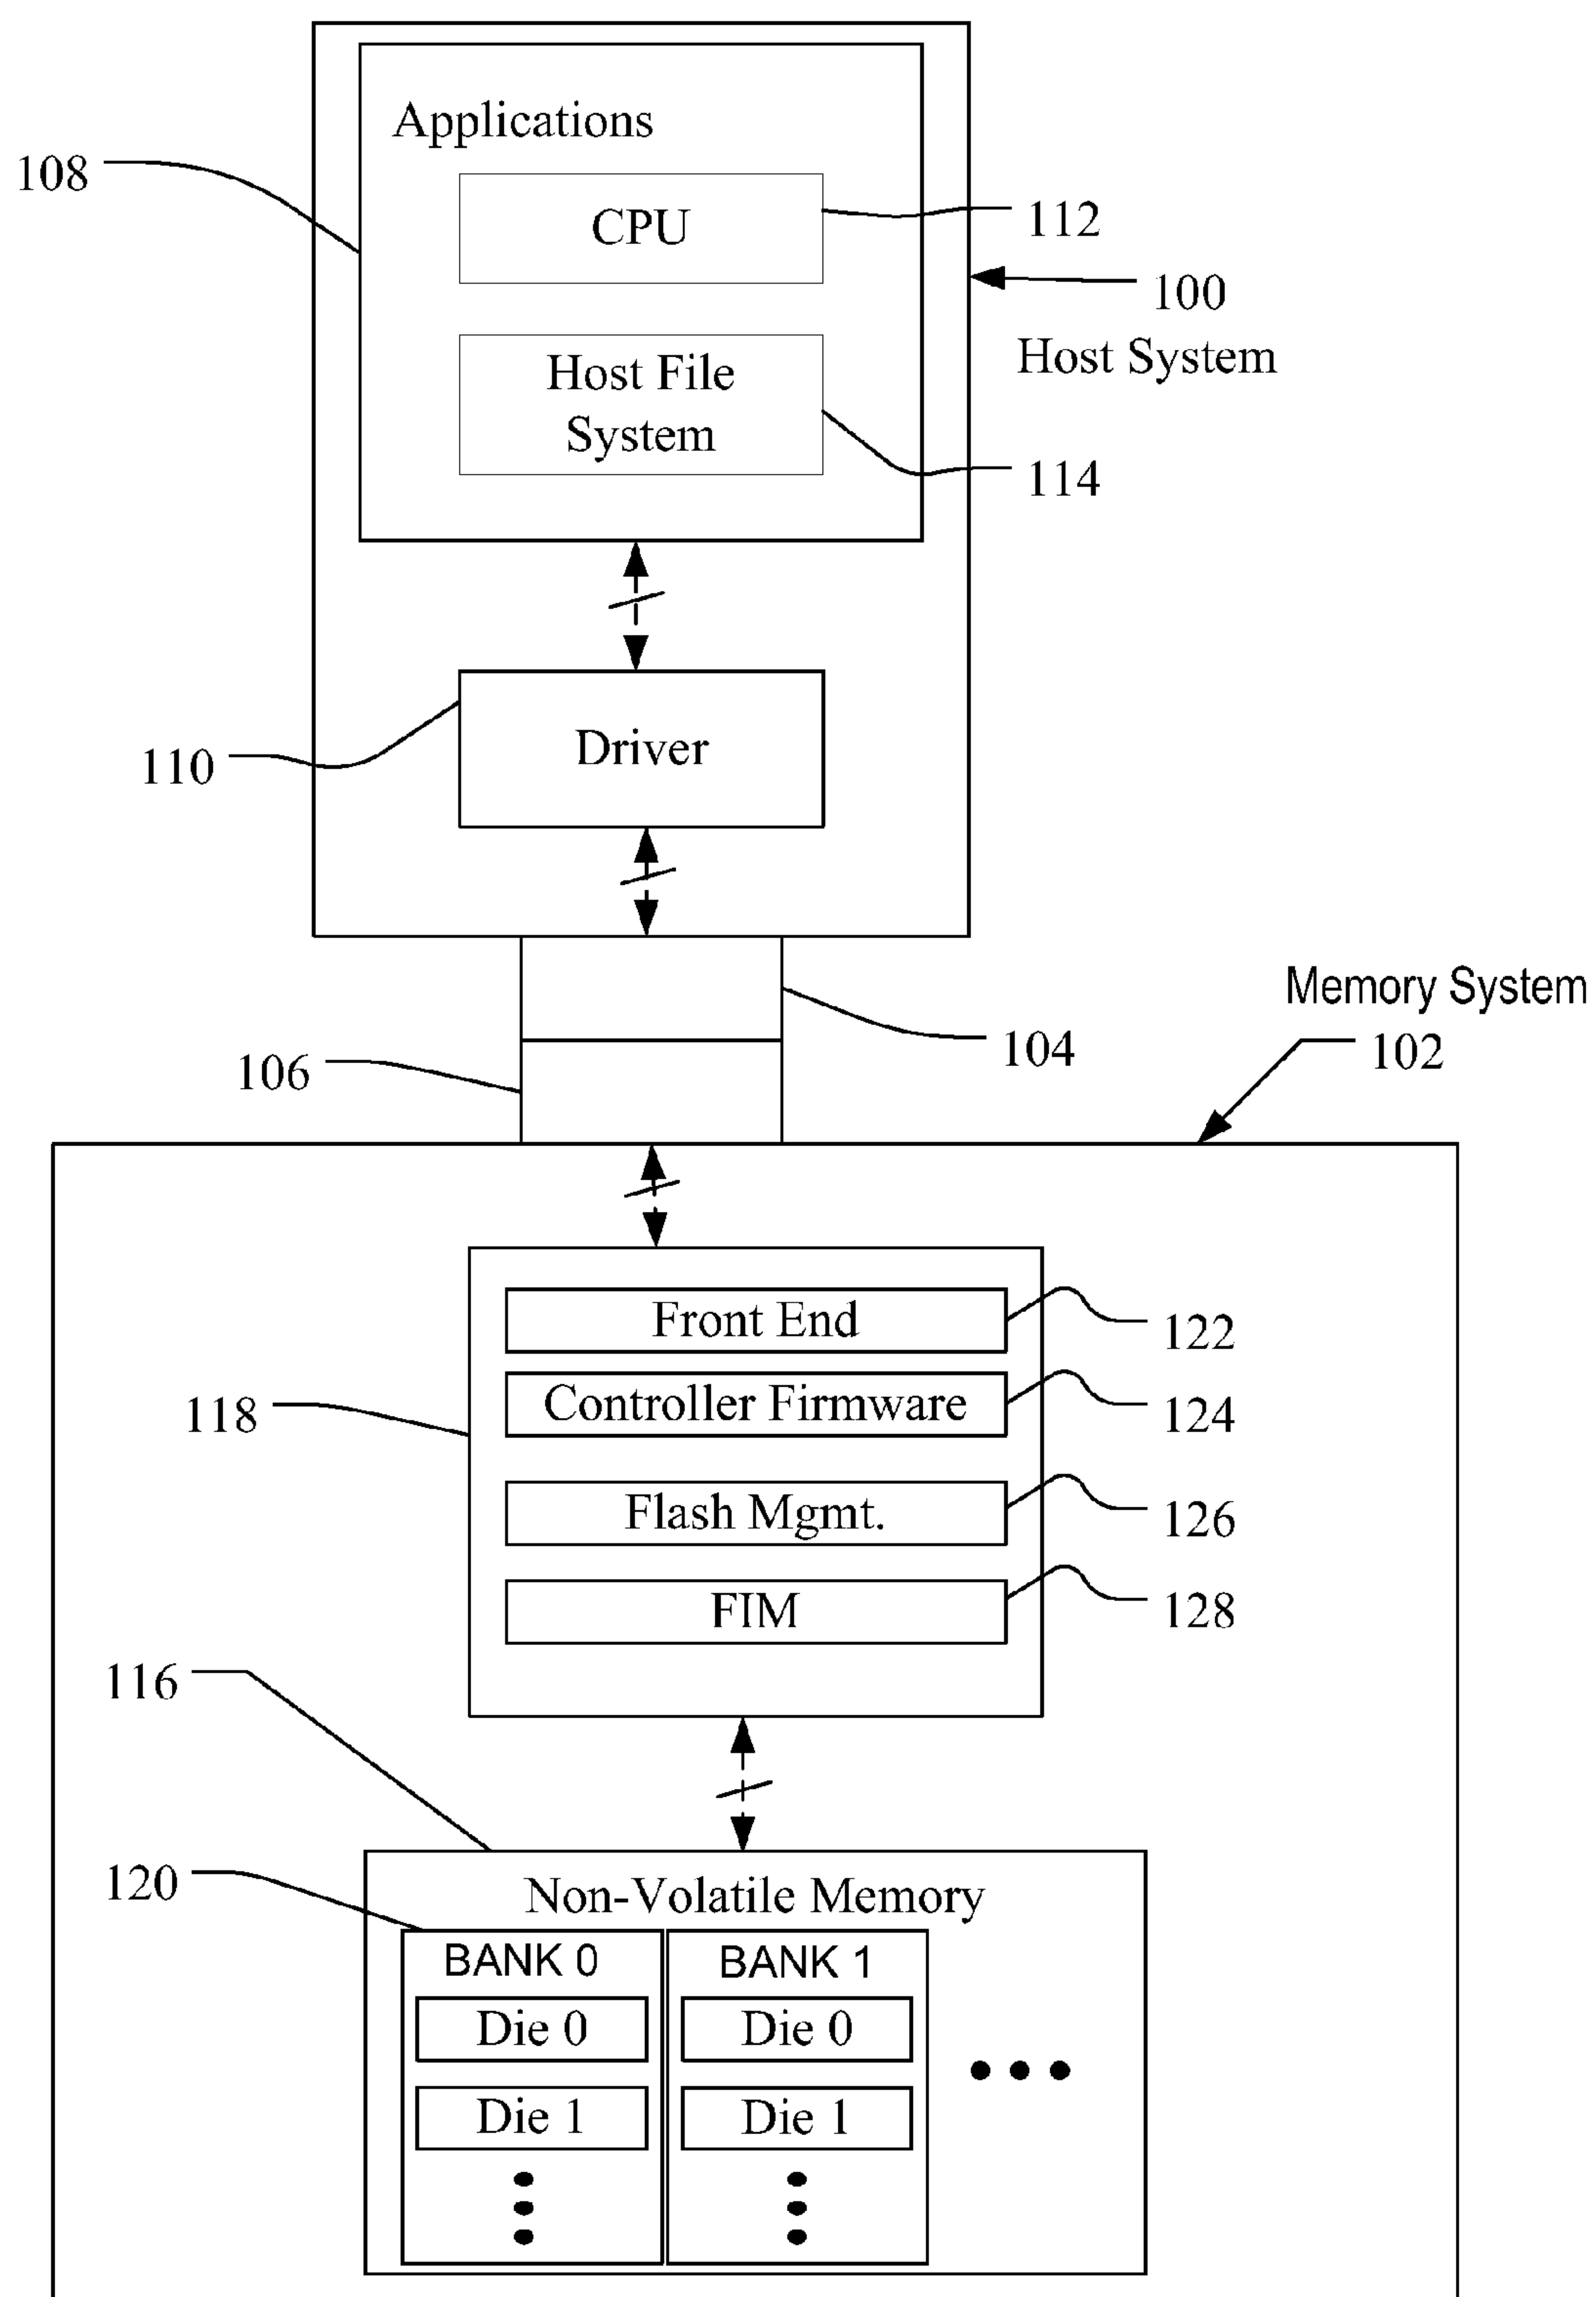 Applications
108
CPU
112
100
Host System
Host File
System
114
Driver
110
Memory System
104
102
106
Front End
122
Controller Firmware
124
118
Flash Mgmt.
126
FIM
128
116
120
Non-Volatile Memory
BANK 0
BANK 1
Die 0
Die 0
Die 1
Die 1